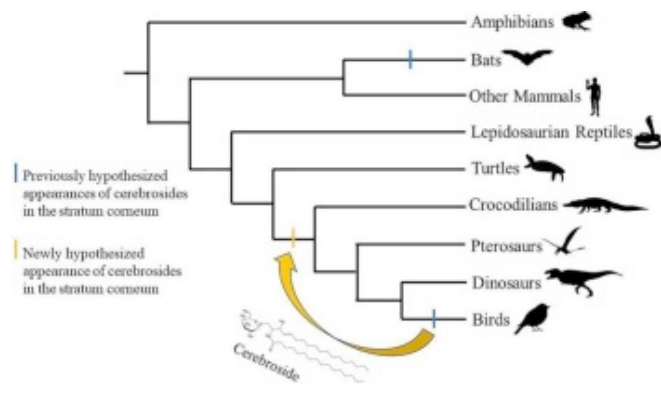 Amphibians
Bats
Other Mammals
Lepidosaurian Reptiles
Turtles
Crocodilians
Pterosaurs
Dinosaurs
Birds
Previously hypothesized
appearances of cerebrosides
in the stratum corneum
Newly hypothesized
appearance of cerebrosides
in the stratum corneum
Cerebroside